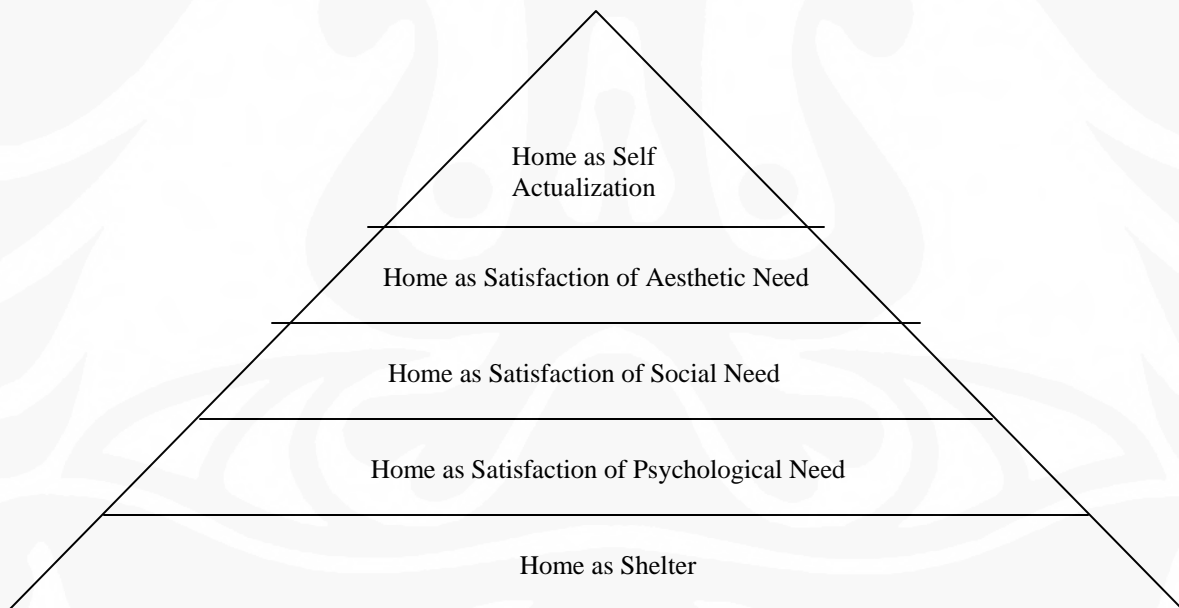 Home as Self
Actualization
Home as Satisfaction of Aesthetic Need
Home as Satisfaction of Social Need
Home as Satisfaction of Psychological Need
Home as Shelter